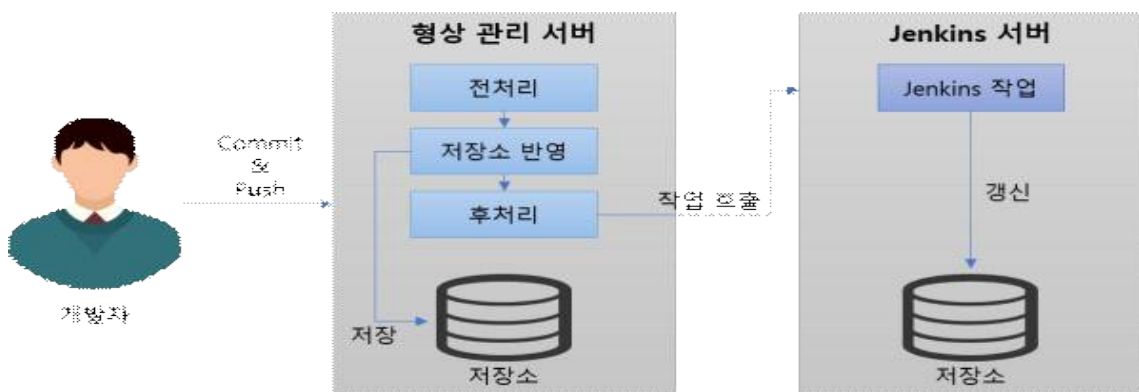 형상 관리 서버
Jenkins 서버
전처리
Jenkins 작업
Commit
&
Push
저장소 반영
후처리
작업 호출
갱신
개발자
저장
저장소
저장소